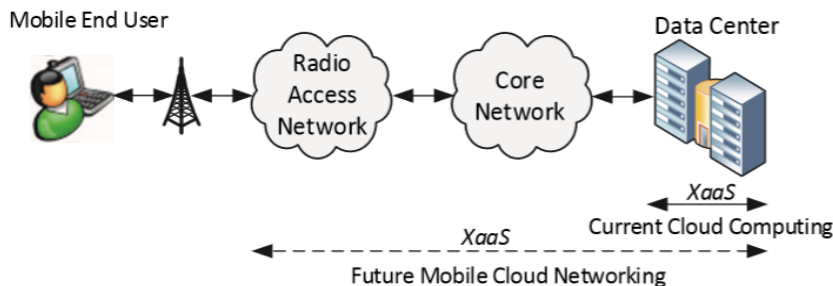 Mobile End User
Data Center
Radio
Access
Network
Core
Network
XaaS
Current Cloud Computing
XaaS
Future Mobile Cloud Networking